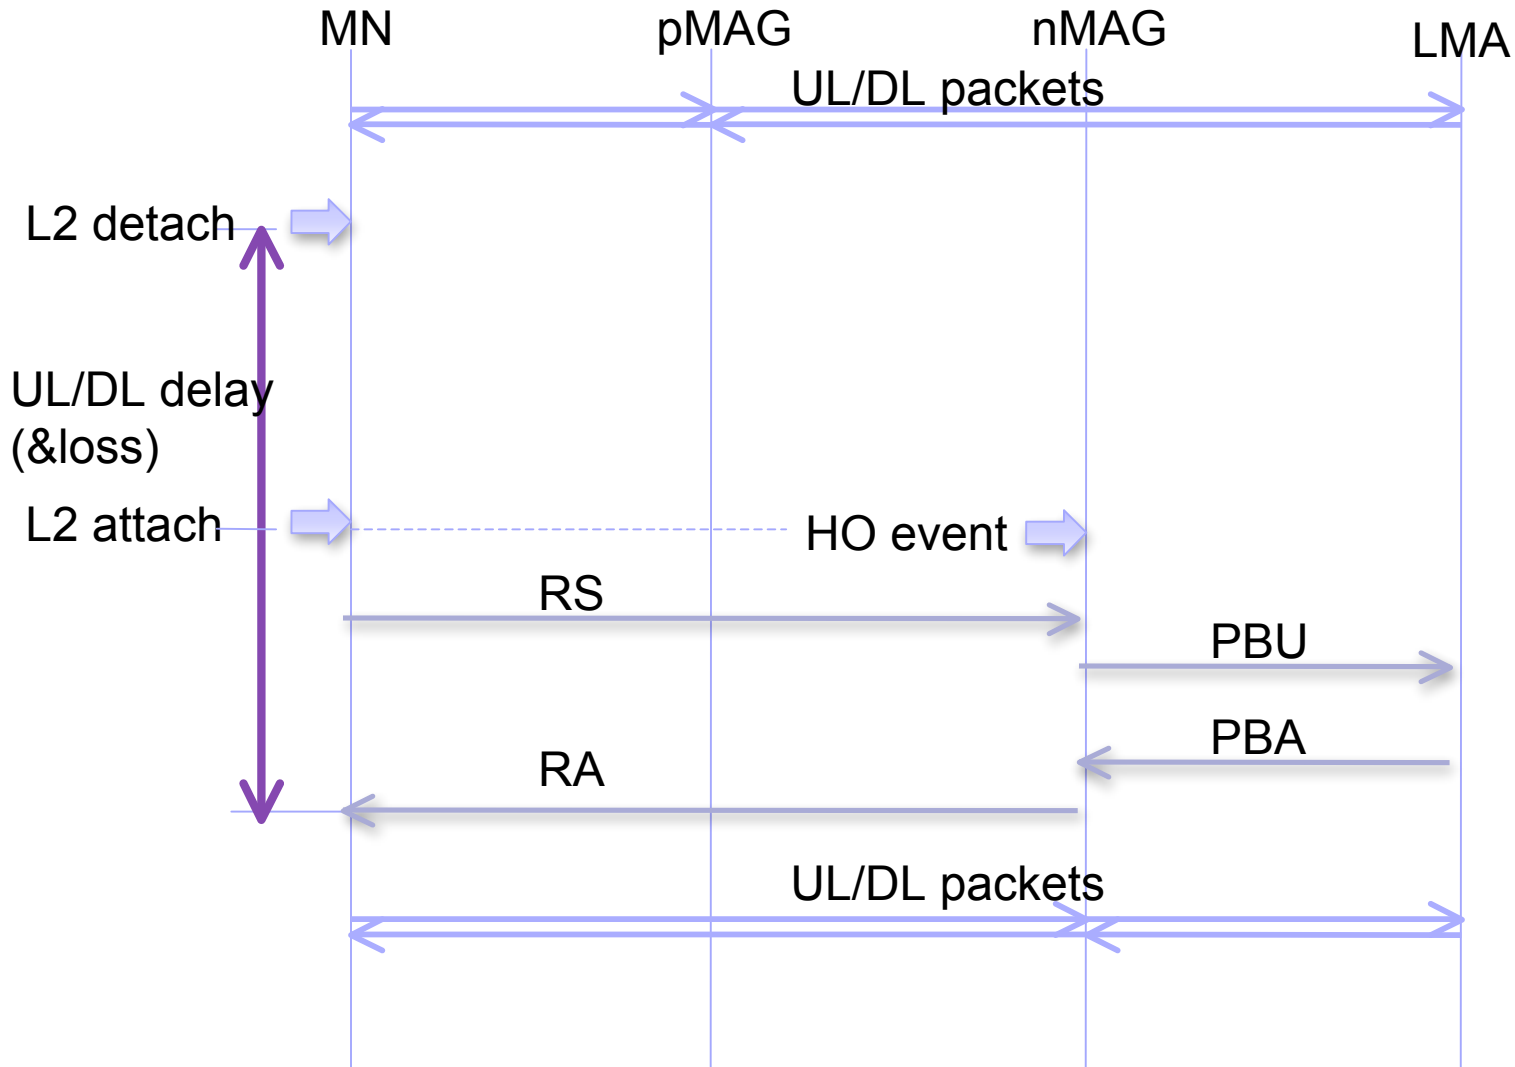 MN
pMAG
nMAG
LMA
UL/DL packets
L2 detach
UL/DL delay
(&loss)
L2 attach
HO event
RS
PBU
PBA
RA
UL/DL packets